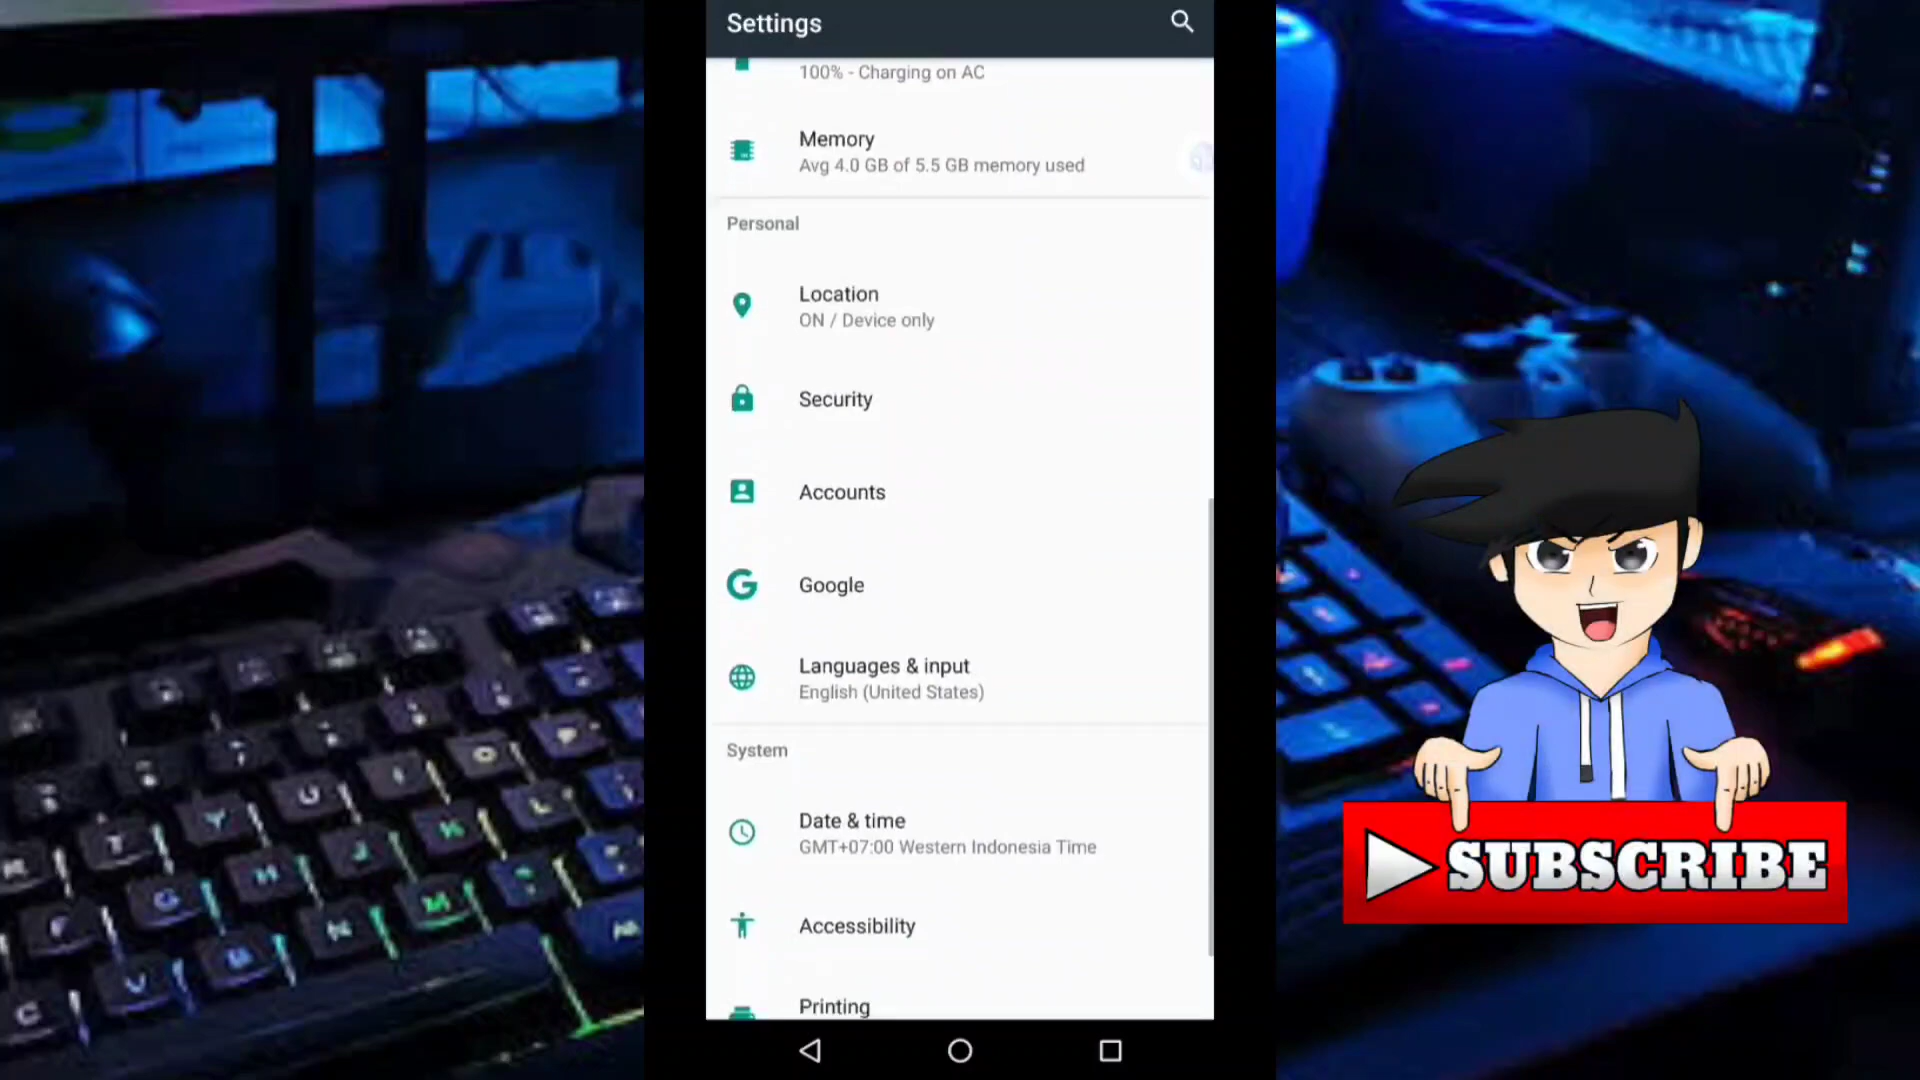 Settings
100% - Charging on AC
Memory
Avg 4.0 GB of 5.5 GB memory used
Personal
Location
ON / Device only
Security
Accounts
Google
Languages & input
English (United States)
System
Date & time
GMT+07:00 Western Indonesia Time
Accessibility
Printing
SUBSCRIBE